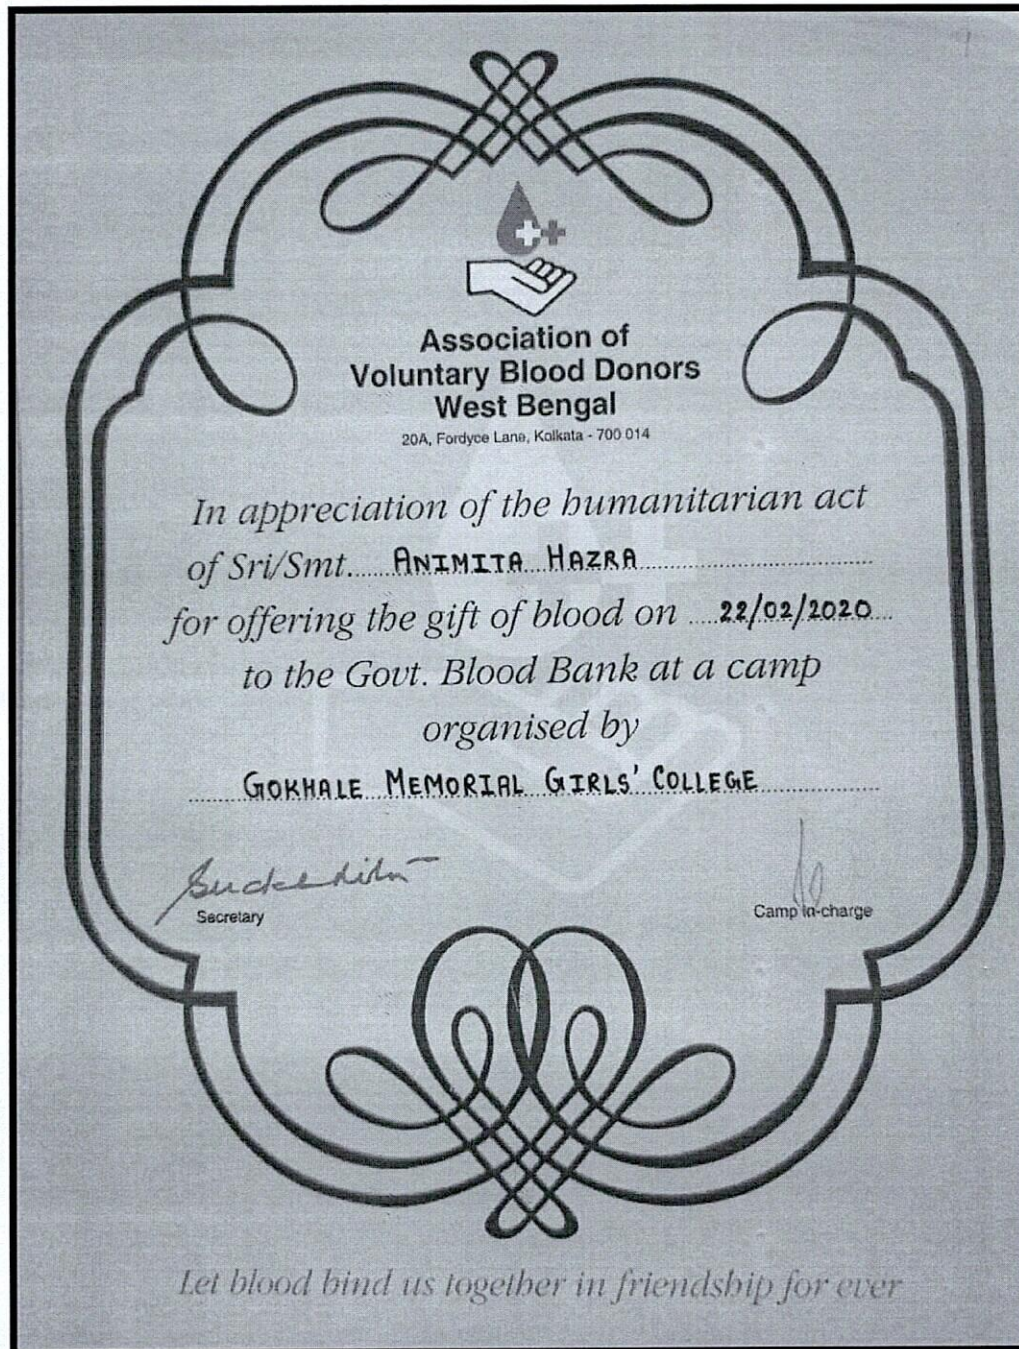 Association of
Voluntary Blood Donors
West Bengal
20A, Fordyce Lane, Kolkata - 700 014
In appreciation of the humanitarian act
of Sri/Smt. ANIMITA HAZRA
for offering the gift of blood on 22/02/2020
to the Govt. Blood Bank at a camp
organised by
GOKHALE MEMORIAL GIRLS' COLLEGE
Secretary
Camp in-charge
Let blood bind us together in friendship for ever